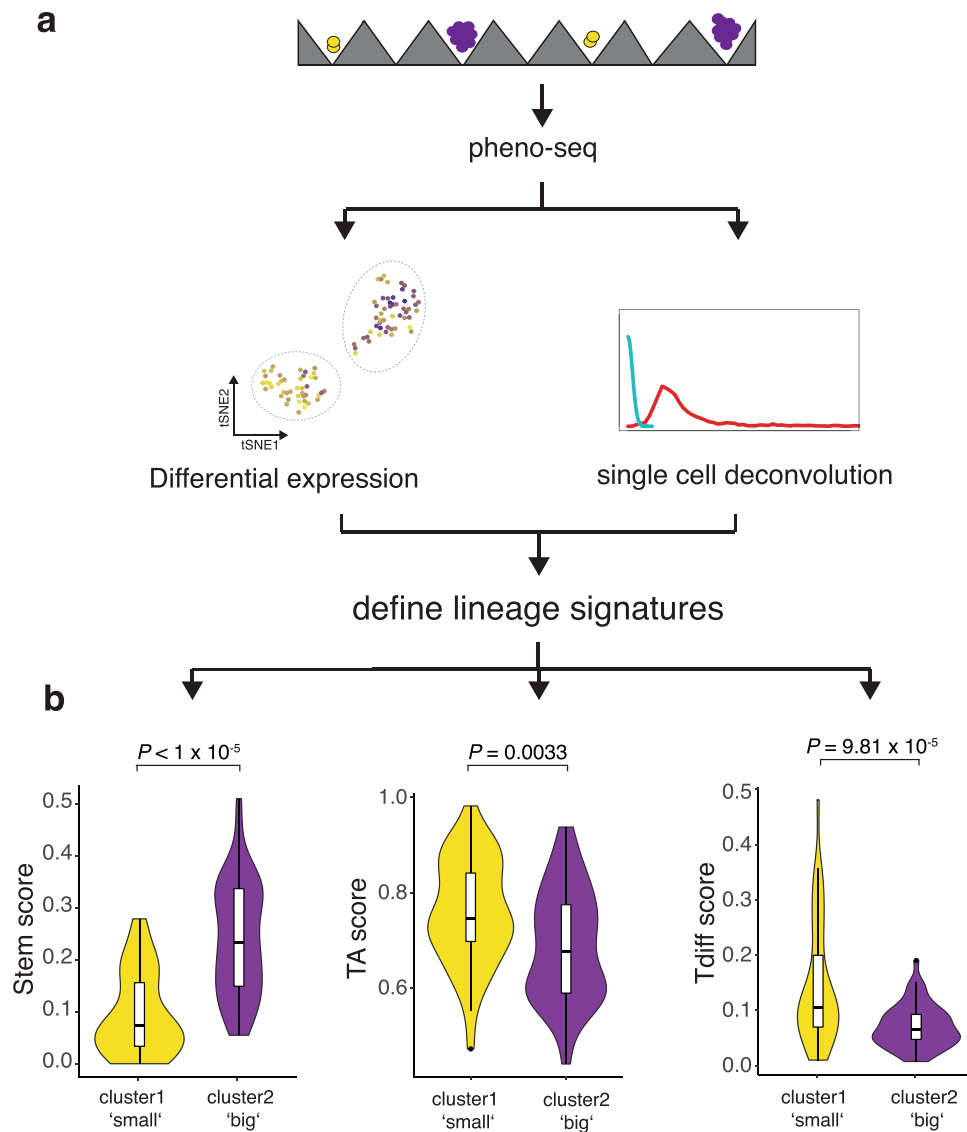 a
pheno-seq
tSNE2
tSNE1
Differential expression
single cell deconvolution
define lineage signatures
b
P < 1 x 10⁻⁵
Stem score
0.5
0.4
0.3
0.2
0.1
0.0
cluster1
‘small‘
cluster2
‘big‘
P = 0.0033
TA score
1.0
0.8
0.6
cluster1
‘small‘
cluster2
‘big‘
P = 9.81 x 10⁻⁵
Tdiff score
0.5
0.4
0.3
0.2
0.1
0.0
cluster1
‘small‘
cluster2
‘big‘